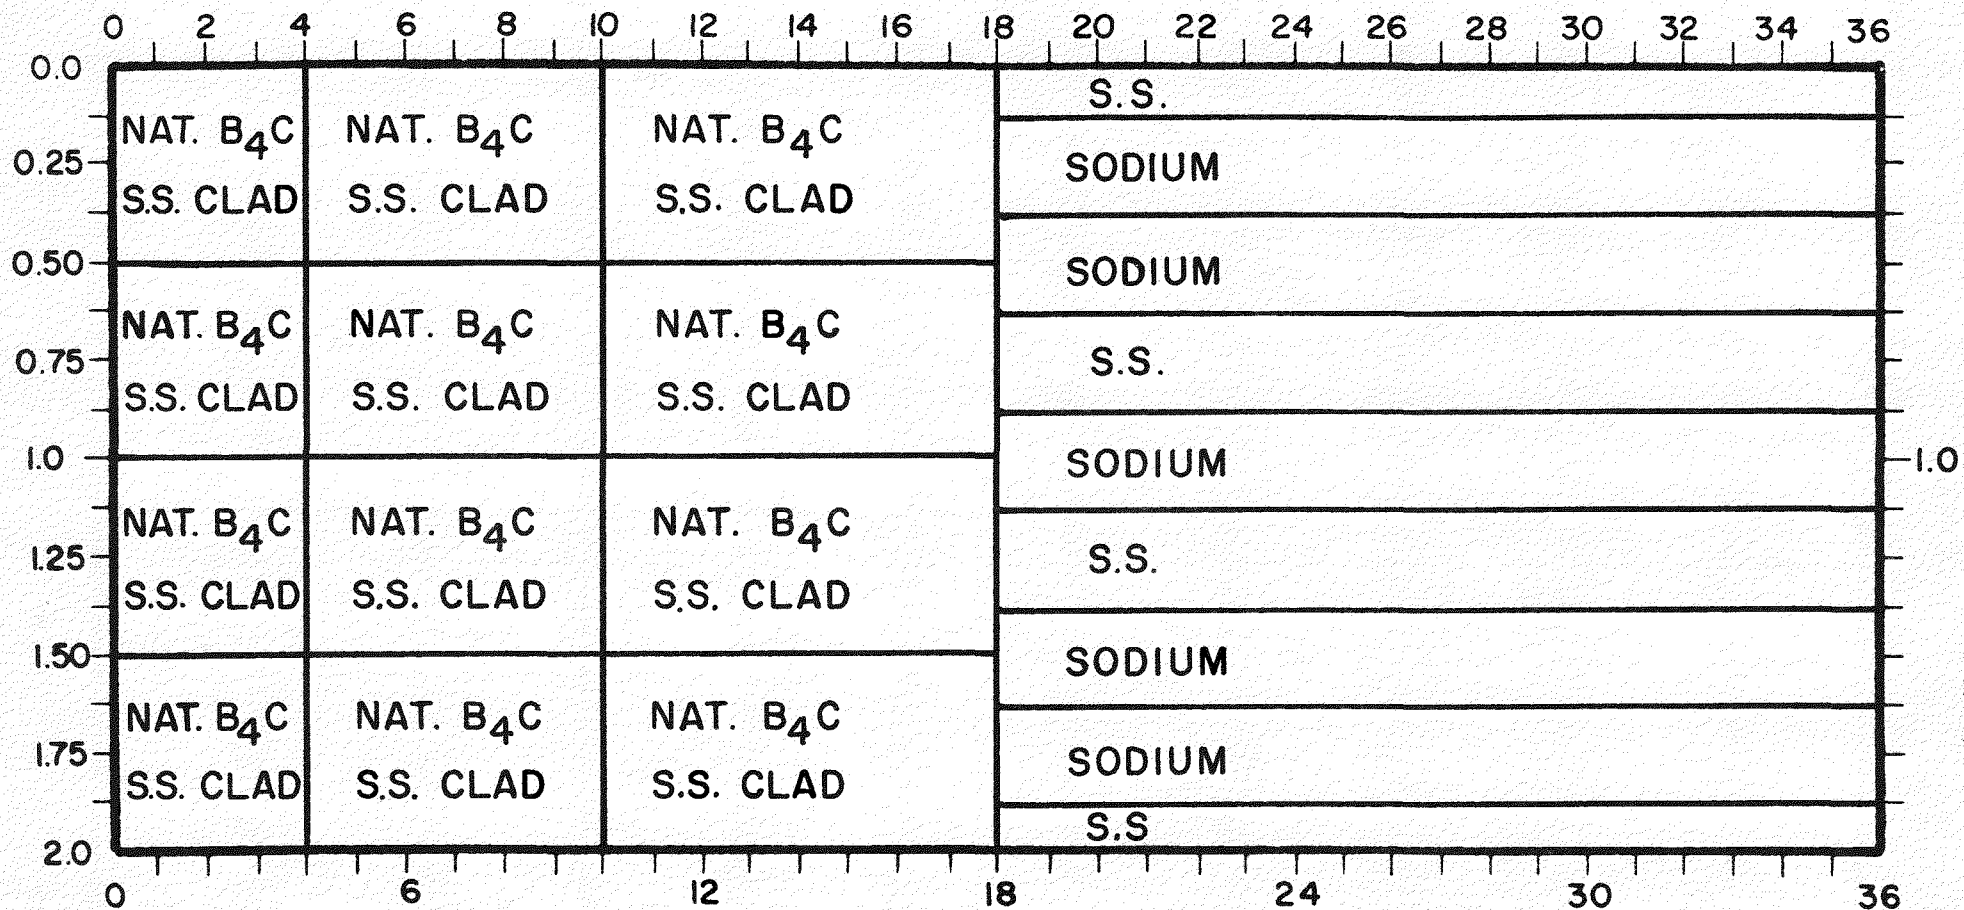 0 2 4 6 8 10 12 14 16 18 20 22 24 26 28 30 32 34 36
0.0
S.S.
NAT. B4C NAT. B4C NAT. B4C
0.25 SODIUM
S.S. CLAD S.S. CLAD S.S. CLAD
0.50 SODIUM
NAT. B4C NAT. B4C NAT. B4C
0.75 S.S.
S.S. CLAD S.S. CLAD S.S. CLAD
1.0 SODIUM 1.0
NAT. B4C NAT. B4C NAT. B4C
1.25 S.S.
S.S. CLAD S.S. CLAD S.S. CLAD
1.50 SODIUM
NAT. B4C NAT. B4C NAT. B4C
1.75 SODIUM
S.S. CLAD S.S. CLAD S.S. CLAD
S.S
2.0
0 6 12 18 24 30 36